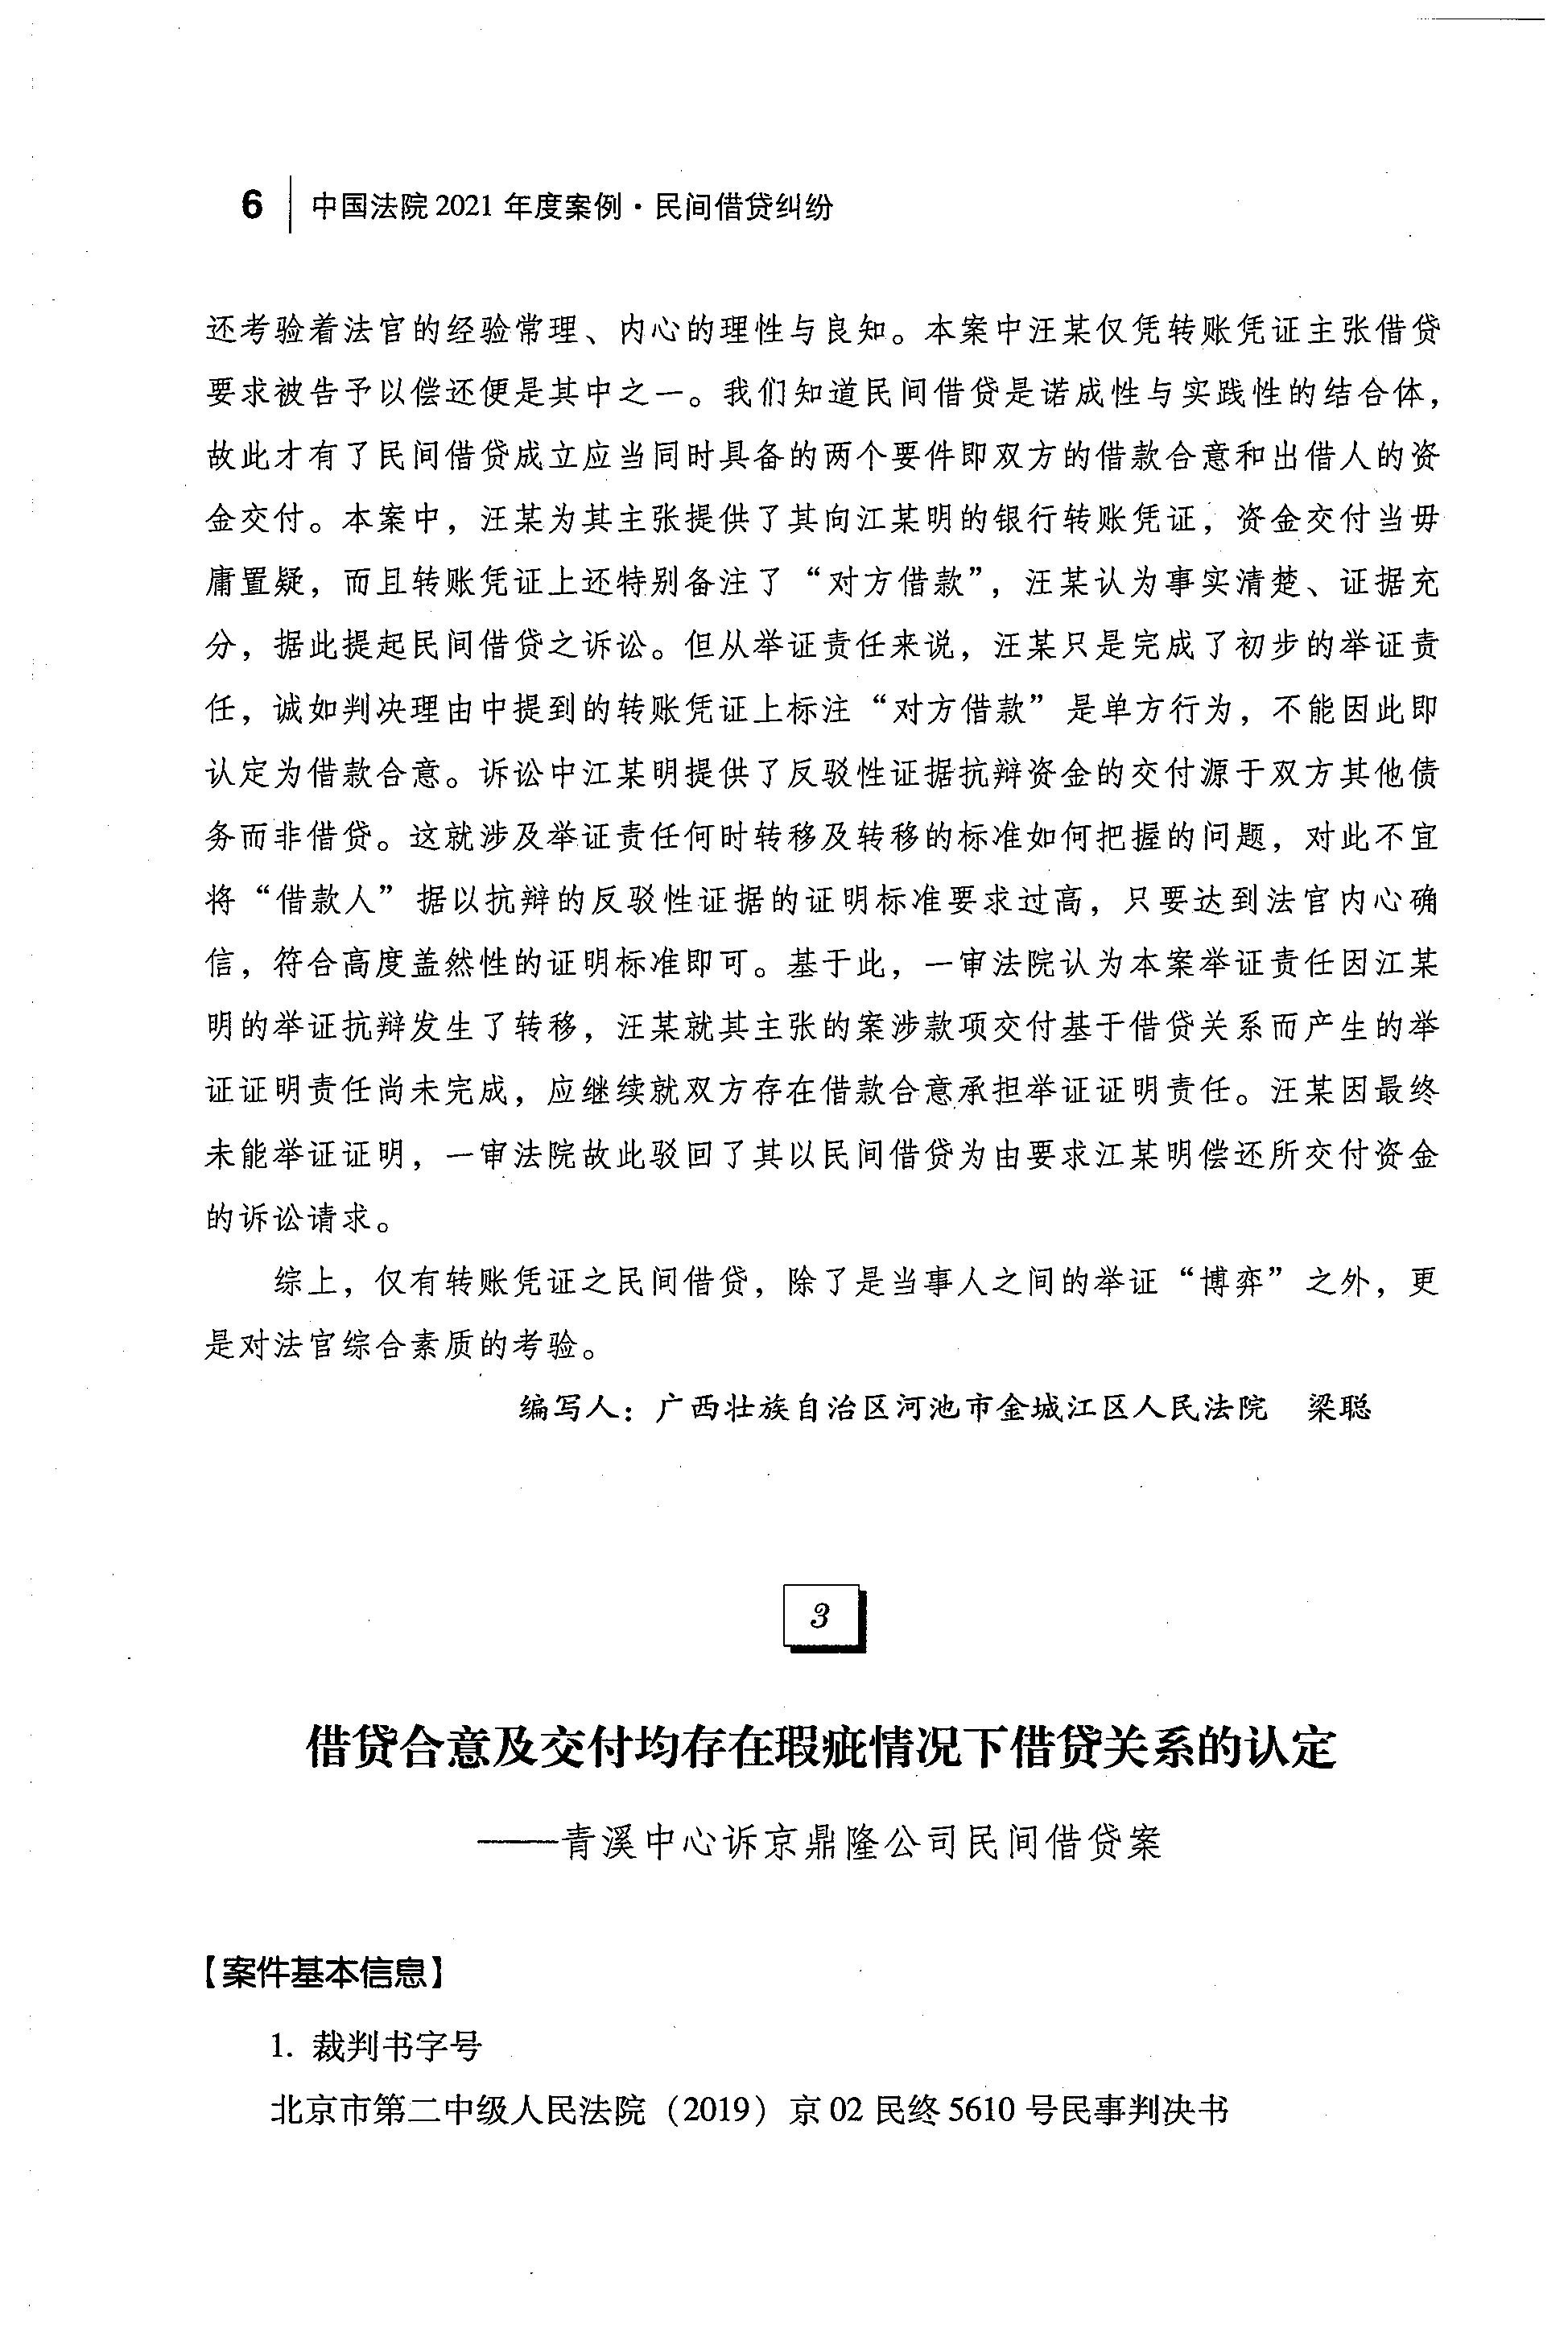 6 中国法院2021年度案例·民间借贷纠纷
还考验着法官的经验常理、内心的理性与良知。本案中汪某仅凭转账凭证主张借贷
要求被告予以偿还便是其中之一。我们知道民间借贷是诺成性与实践性的结合体，
故此才有了民间借贷成立应当同时具备的两个要件即双方的借款合意和出借人的资
金交付。本案中，汪某为其主张提供了其向江某明的银行转账凭证，资金交付当毋
庸置疑，而且转账凭证上还特别备注了“对方借款”，汪某认为事实清楚、证据充
分，据此提起民间借贷之诉讼。但从举证责任来说，汪某只是完成了初步的举证责
任，诚如判决理由中提到的转账凭证上标注“对方借款”是单方行为，不能因此即
认定为借款合意。诉讼中江某明提供了反驳性证据抗辩资金的交付源于双方其他债
务而非借贷。这就涉及举证责任何时转移及转移的标准如何把握的问题，对此不宜
将“借款人”据以抗辩的反驳性证据的证明标准要求过高，只要达到法官内心确
信，符合高度盖然性的证明标准即可。基于此，一审法院认为本案举证责任因江某
明的举证抗辩发生了转移，汪某就其主张的案涉款项交付基于借贷关系而产生的举
证证明责任尚未完成，应继续就双方存在借款合意承担举证证明责任。汪某因最终
未能举证证明，一审法院故此驳回了其以民间借贷为由要求江某明偿还所交付资金
的诉讼请求。
综上，仅有转账凭证之民间借贷，除了是当事人之间的举证“博弈”之外，更
是对法官综合素质的考验。
编写人：广西壮族自治区河池市金城江区人民法院 梁聪
3
借贷合意及交付均存在瑕疵情况下借贷关系的认定
——青溪中心诉京鼎隆公司民间借贷案
【案件基本信息】
1. 裁判书字号
北京市第二中级人民法院（2019）京02民终5610号民事判决书